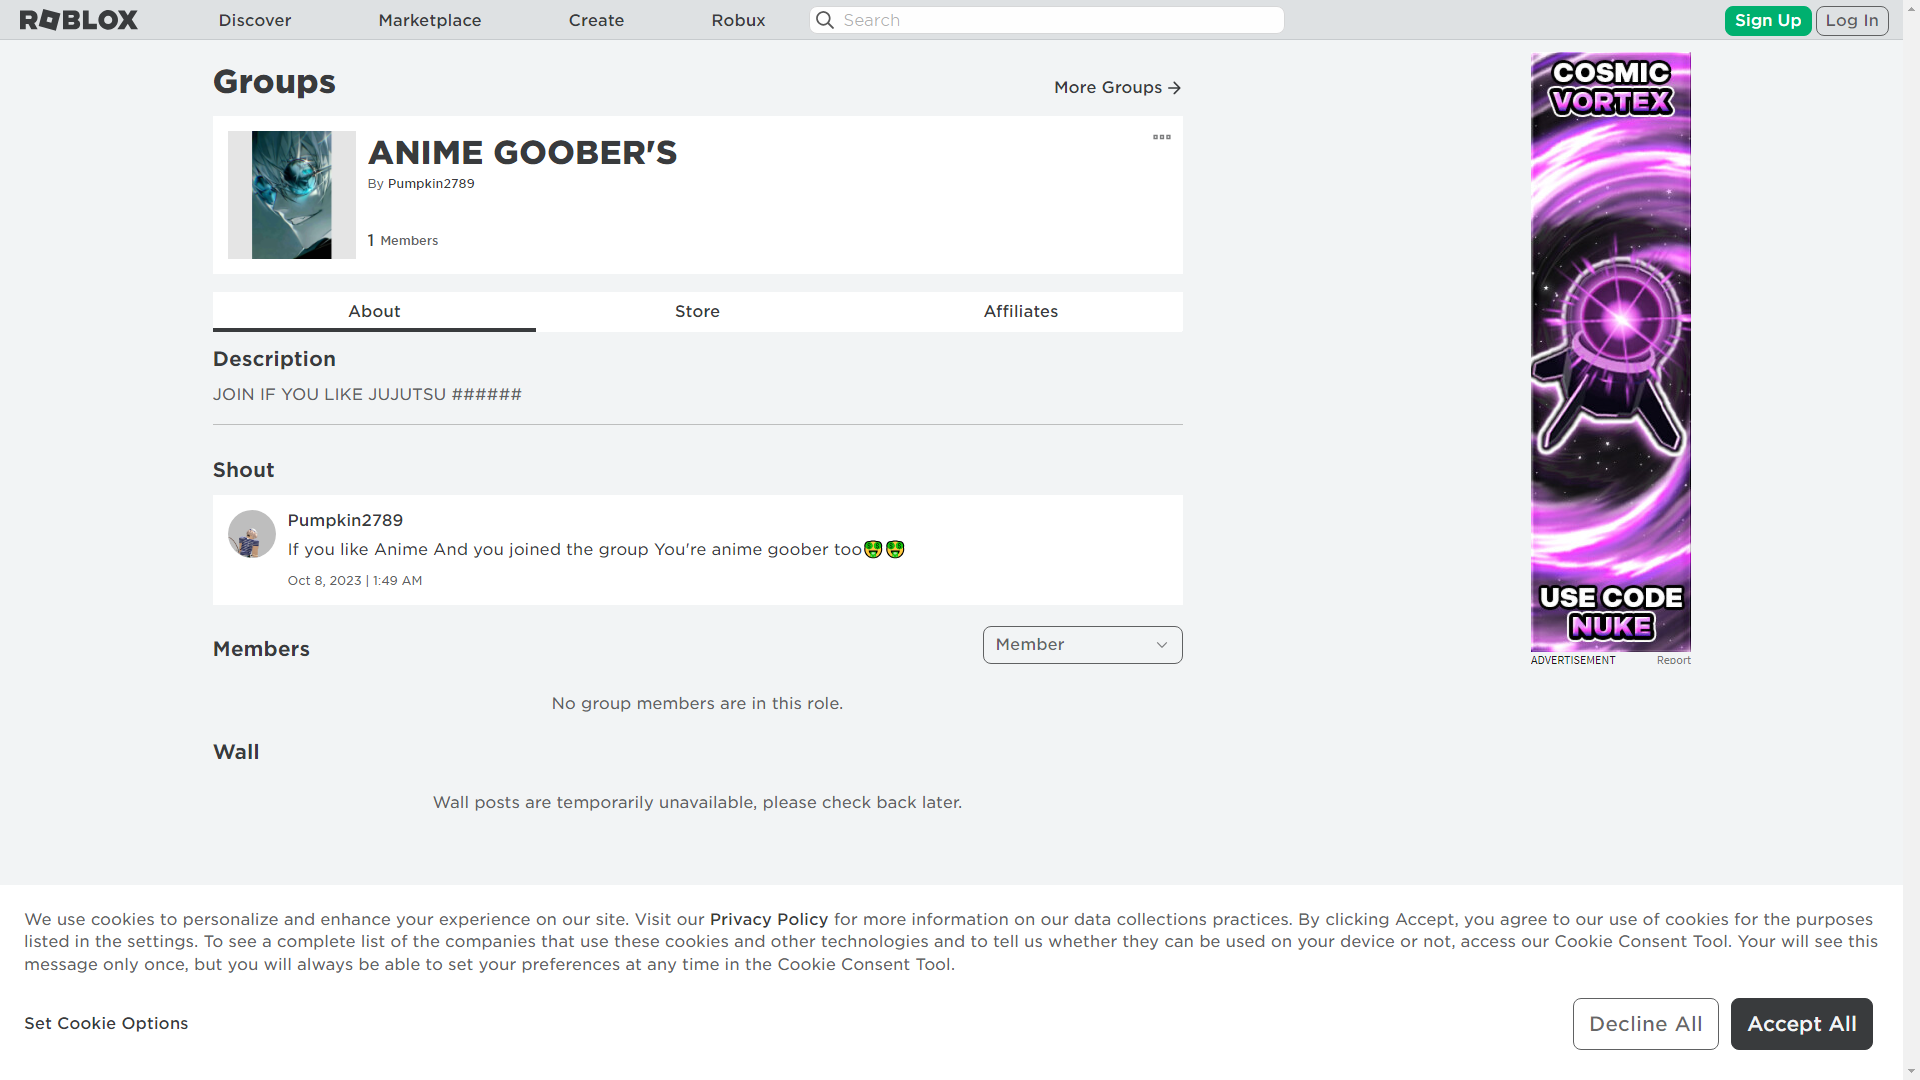 ROBLOX
Discover
Marketplace
Create
Robux
Search
Sign Up
Log In
Groups
More Groups
ANIME GOOBER'S
By Pumpkin2789
1 Members
About
Store
Affiliates
Description
JOIN IF YOU LIKE JUJUTSU ######
Shout
Pumpkin2789
If you like Anime And you joined the group You're anime goober too🤑🤑
Oct 8, 2023 | 1:49 AM
Members
Member
No group members are in this role.
Wall
Wall posts are temporarily unavailable, please check back later.
COSMIC
VORTEX
USE CODE
NUKE
ADVERTISEMENT
Report
We use cookies to personalize and enhance your experience on our site. Visit our Privacy Policy for more information on our data collections practices. By clicking Accept, you agree to our use of cookies for the purposes
listed in the settings. To see a complete list of the companies that use these cookies and other technologies and to tell us whether they can be used on your device or not, access our Cookie Consent Tool. Your will see this
message only once, but you will always be able to set your preferences at any time in the Cookie Consent Tool.
Set Cookie Options
Decline All
Accept All